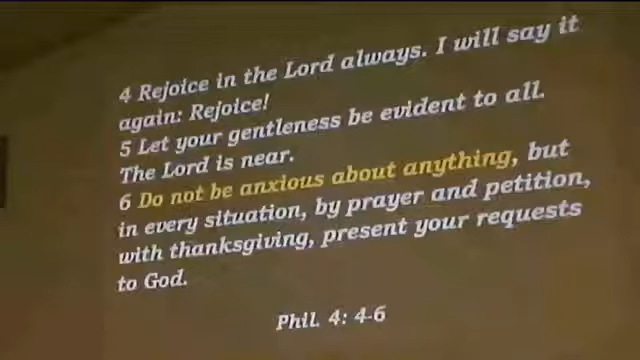 4 Rejoice in the Lord always. I will say it
again: Rejoice!
5 Let your gentleness be evident to all.
The Lord is near.
6 Do not be anxious about anything, but
in every situation, by prayer and petition,
with thanksgiving, present your requests
to God.
Phil. 4: 4-6